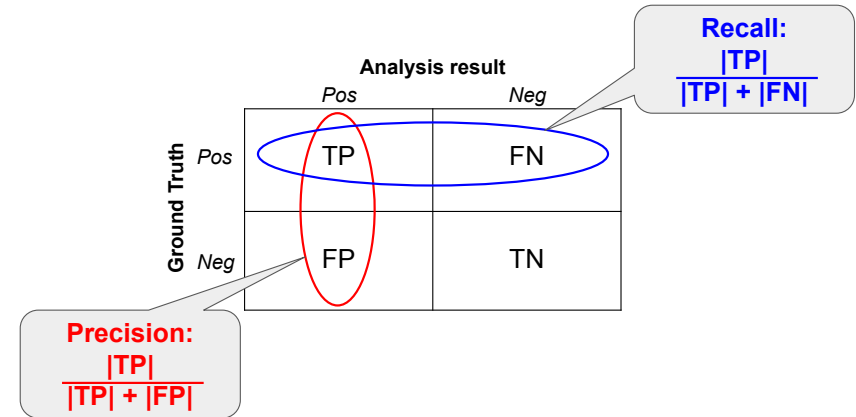 Recall:
|TP|
|TP| + |FN|
Analysis result
Pos Neg
Ground Truth
Pos TP FN
Neg FP TN
Precision:
|TP|
|TP| + |FP|